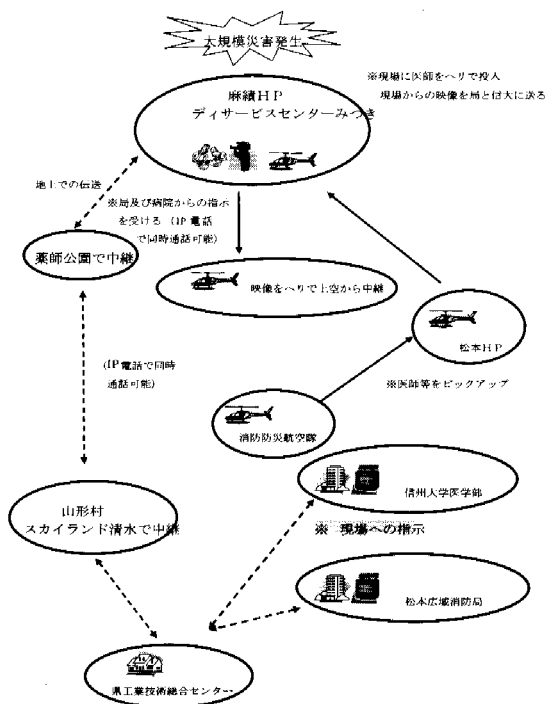 大規模災害発生
麻績ＨＰ
ディサービスセンターみつき
※現場に医師をヘリで投入
現場からの映像を局と信大に送る
地上での伝送
※局及び病院からの指示
を受ける （IP 電話
で同時通話可能）
薬師公園で中継
映像をヘリで上空から中継
松本ＨＰ
※医師等をピックアップ
(IP 電話で同時
通話可能)
消防防災航空隊
信州大学医学部
※ 現場への指示
山形村
スカイランド清水で中継
松本広域消防局
県工業技術総合センター